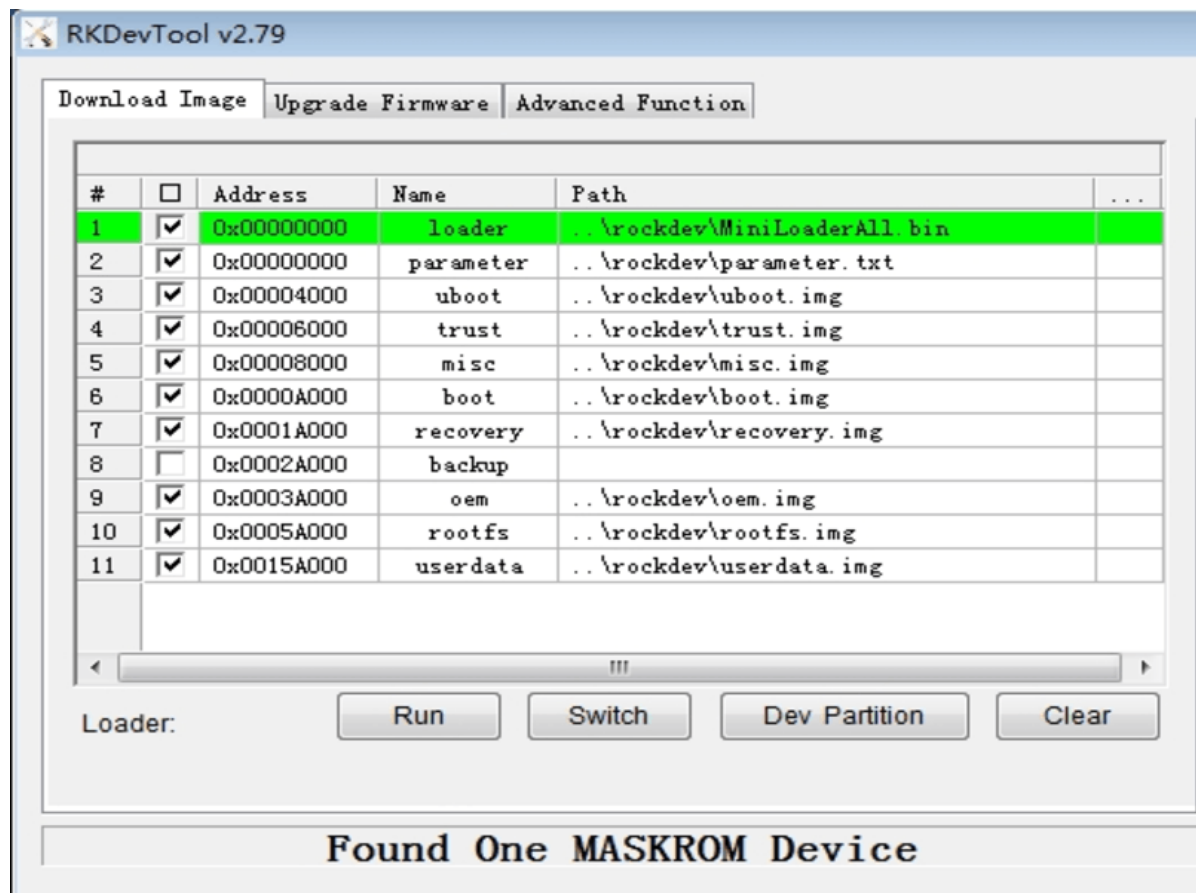 RKDevTool v2.79
Download Image Upgrade Firmware Advanced Function
# Address Name Path ...
1 0x00000000 loader ..\rockdev\MiniLoaderAll.bin
2 0x00000000 parameter ..\rockdev\parameter.txt
3 0x00004000 uboot ..\rockdev\uboot.img
4 0x00006000 trust ..\rockdev\trust.img
5 0x00008000 misc ..\rockdev\misc.img
6 0x0000A000 boot ..\rockdev\boot.img
7 0x0001A000 recovery ..\rockdev\recovery.img
8 0x0002A000 backup
9 0x0003A000 oem ..\rockdev\oem.img
10 0x0005A000 rootfs ..\rockdev\rootfs.img
11 0x0015A000 userdata ..\rockdev\userdata.img
Loader: Run Switch Dev Partition Clear
Found One MASKROM Device